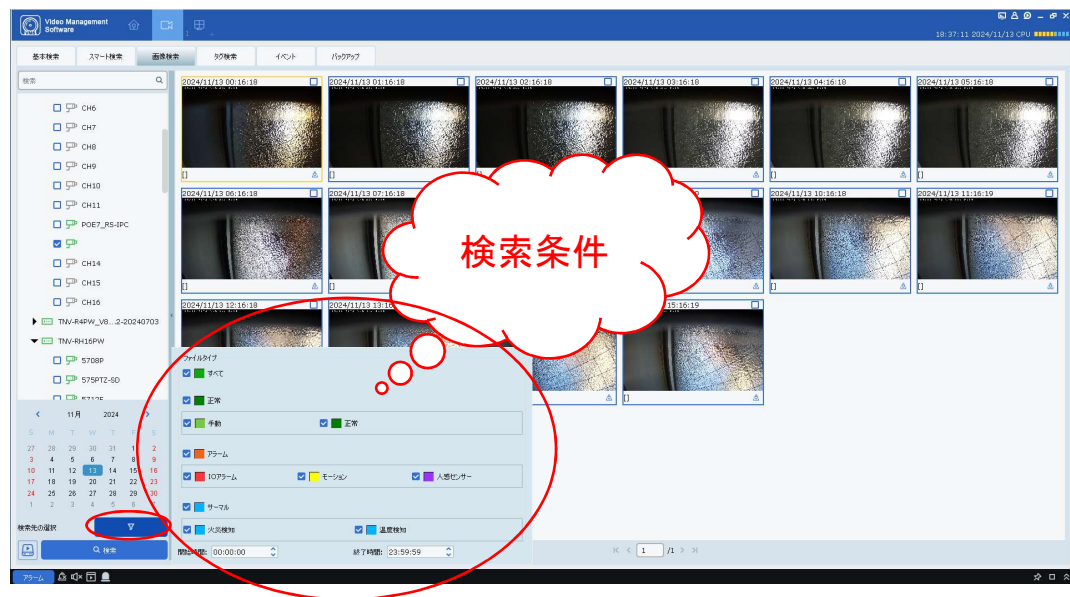 Video Management
Software
1
18:37:11 2024/11/13 CPU
基本検索 スマート検索 画像検索 タグ検索 イベント バックアップ
検索
CH6
CH7
CH8
CH9
CH10
CH11
POE7_RS-IPC
CH14
CH15
CH16
TNV-R4PW_V8...2-20240703
TNV-RH16PW
5708P
575PTZ-SD
2024/11/13 00:16:18 2024/11/13 01:16:18 2024/11/13 02:16:18 2024/11/13 03:16:18 2024/11/13 04:16:18 2024/11/13 05:16:18
[] [] [] []
2024/11/13 06:16:18 2024/11/13 07:16:18 2024/11/13 10:16:18 2024/11/13 11:16:19
[] [] [] []
2024/11/13 12:16:18 2024/11/13 13:16 15:16:19
[]
検索条件
11月 2024
S M T W T F S
27 28 29 30 31 1 2
3 4 5 6 7 8 9
10 11 12 13 14 15 16
17 18 19 20 21 22 23
24 25 26 27 28 29 30
1 2 3 4 5 6
検索先の選択
検索
ファイルタイプ
すべて
正常
手動 正常
アラーム
IOアラーム モーション 人感センサー
サーマル
火災検知 温度検知
開始時間: 00:00:00 終了時間: 23:59:59
1 /1
アラーム